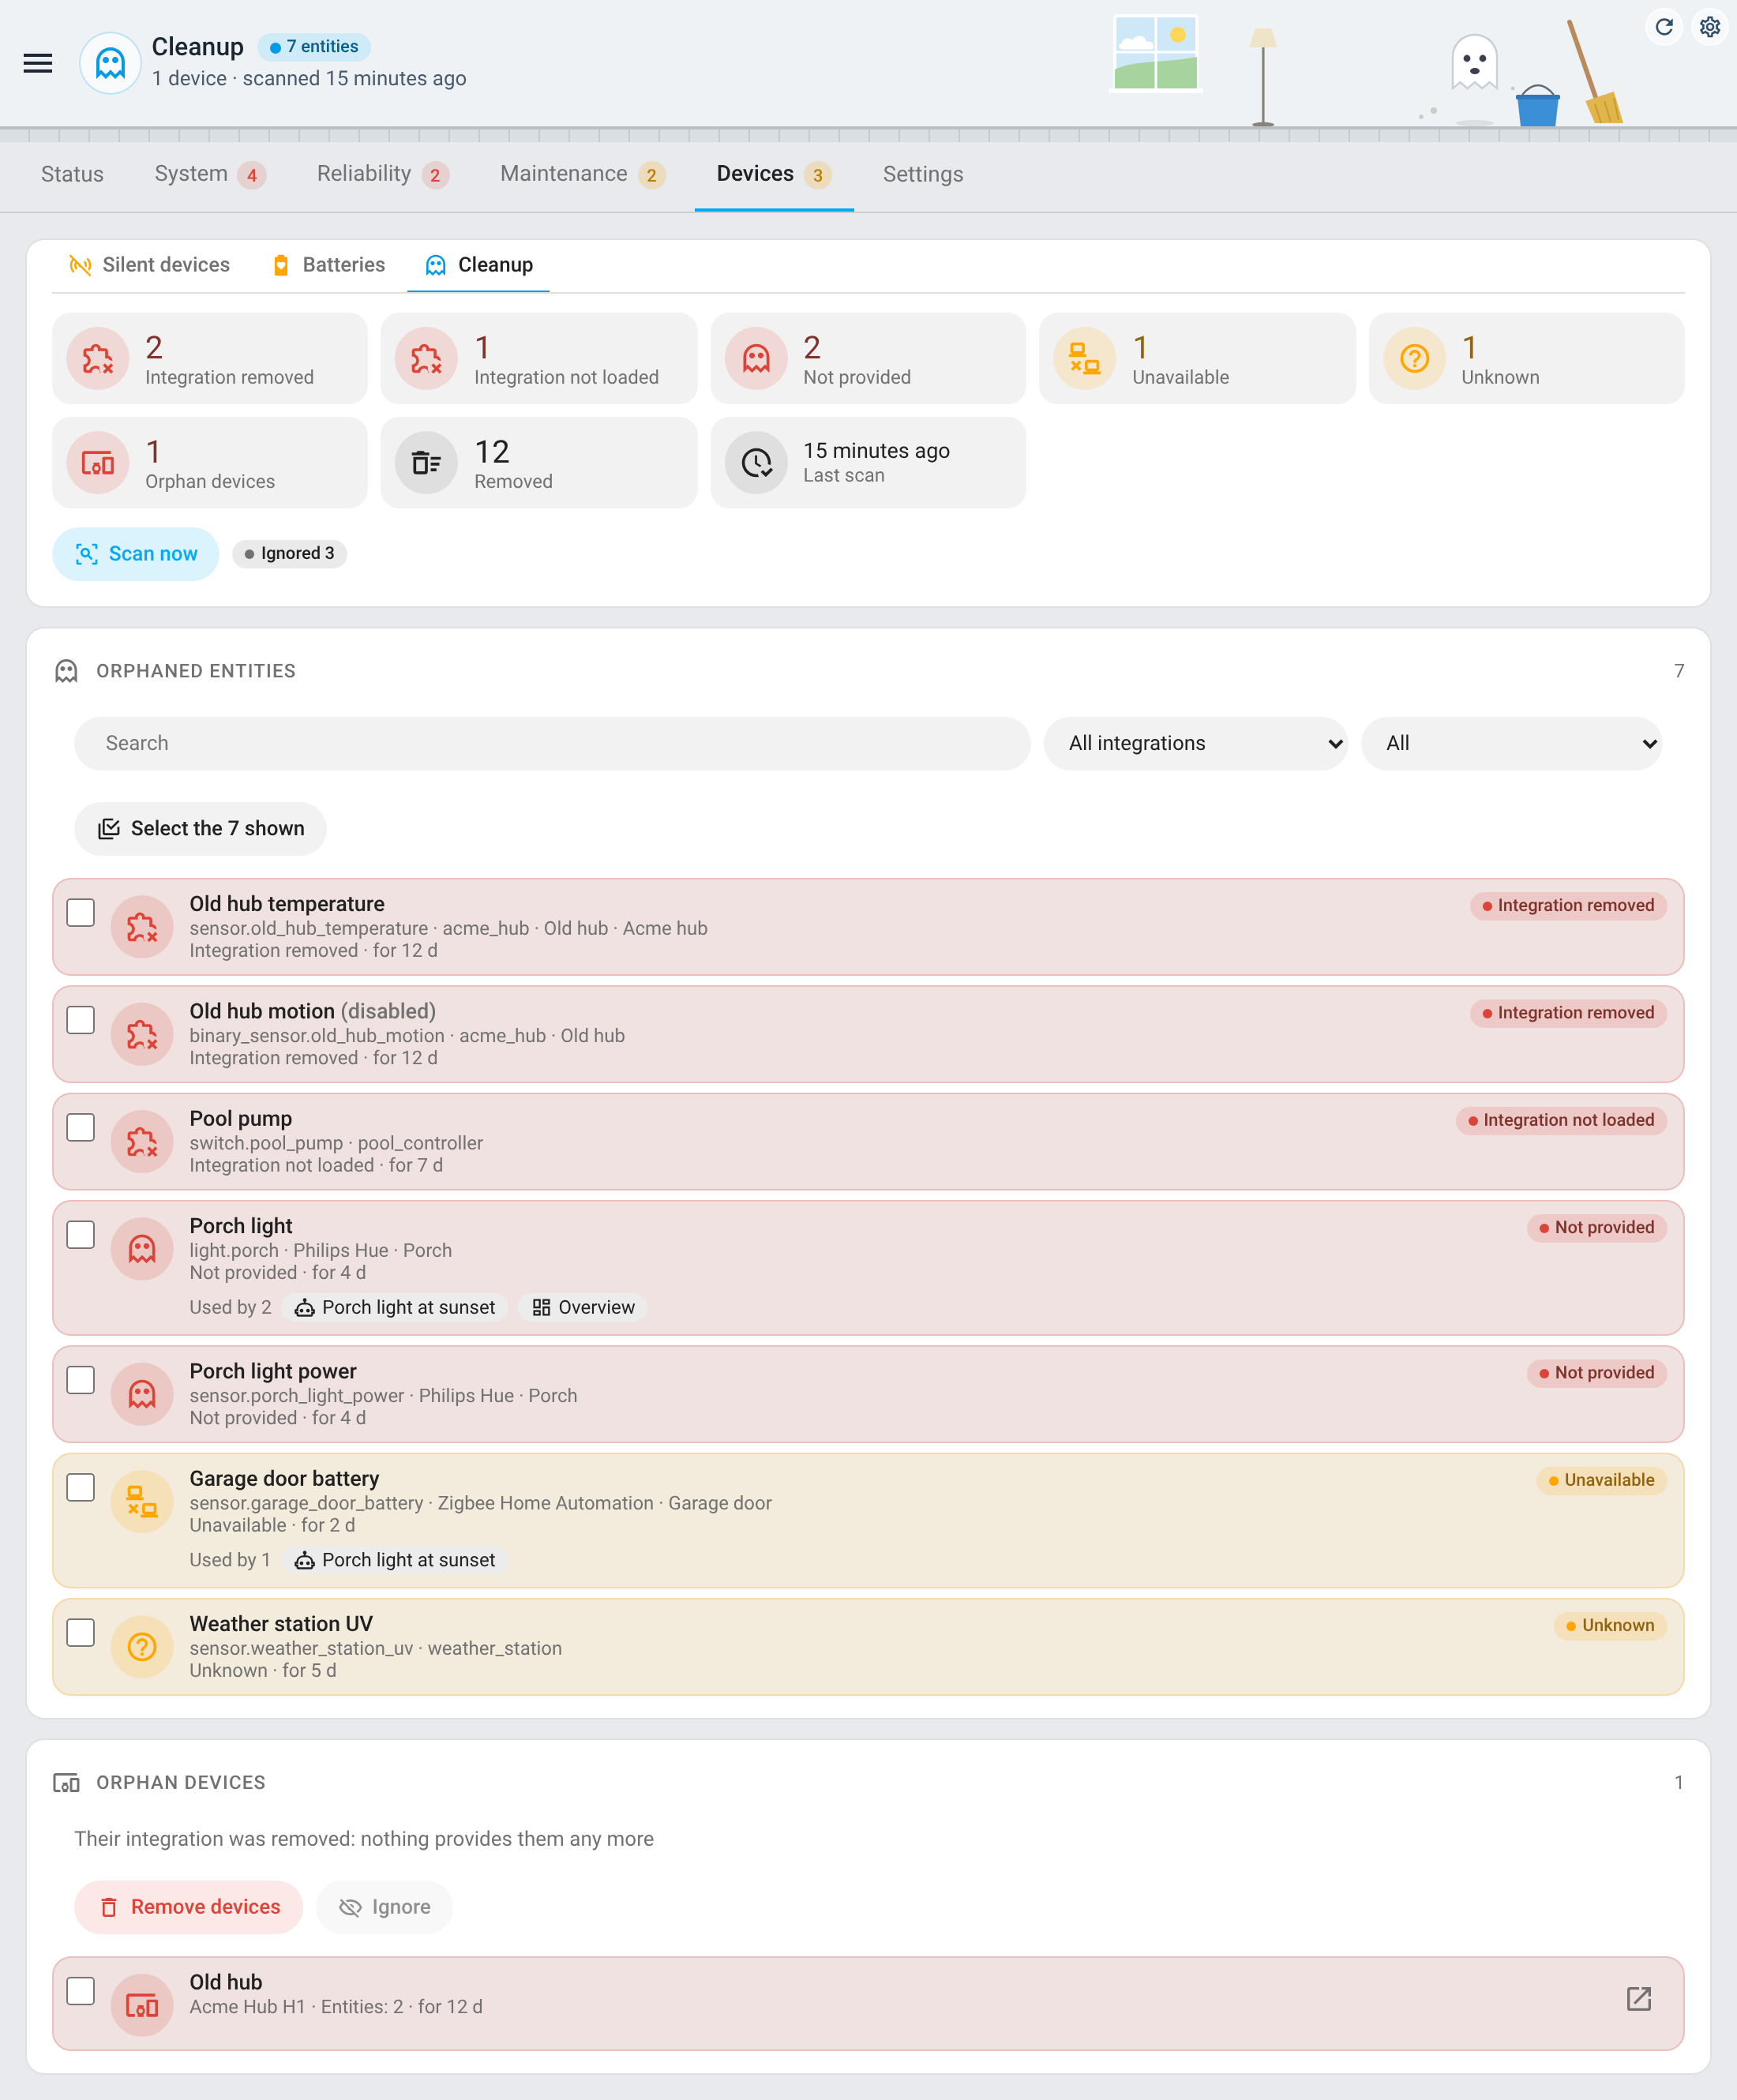 Cleanup
7 entities
1 device · scanned 15 minutes ago
Status
System 4
Reliability 2
Maintenance 2
Devices 3
Settings
Silent devices
Batteries
Cleanup
2
Integration removed
1
Integration not loaded
2
Not provided
1
Unavailable
1
Unknown
1
Orphan devices
12
Removed
15 minutes ago
Last scan
Scan now
Ignored 3
ORPHANED ENTITIES
7
Search
All integrations
All
Select the 7 shown
Old hub temperature
Integration removed
sensor.old_hub_temperature · acme_hub · Old hub · Acme hub
Integration removed · for 12 d
Old hub motion (disabled)
Integration removed
binary_sensor.old_hub_motion · acme_hub · Old hub
Integration removed · for 12 d
Pool pump
Integration not loaded
switch.pool_pump · pool_controller
Integration not loaded · for 7 d
Porch light
Not provided
light.porch · Philips Hue · Porch
Not provided · for 4 d
Used by 2 Porch light at sunset Overview
Porch light power
Not provided
sensor.porch_light_power · Philips Hue · Porch
Not provided · for 4 d
Garage door battery
Unavailable
sensor.garage_door_battery · Zigbee Home Automation · Garage door
Unavailable · for 2 d
Used by 1 Porch light at sunset
Weather station UV
Unknown
sensor.weather_station_uv · weather_station
Unknown · for 5 d
ORPHAN DEVICES
1
Their integration was removed: nothing provides them any more
Remove devices
Ignore
Old hub
Acme Hub H1 · Entities: 2 · for 12 d